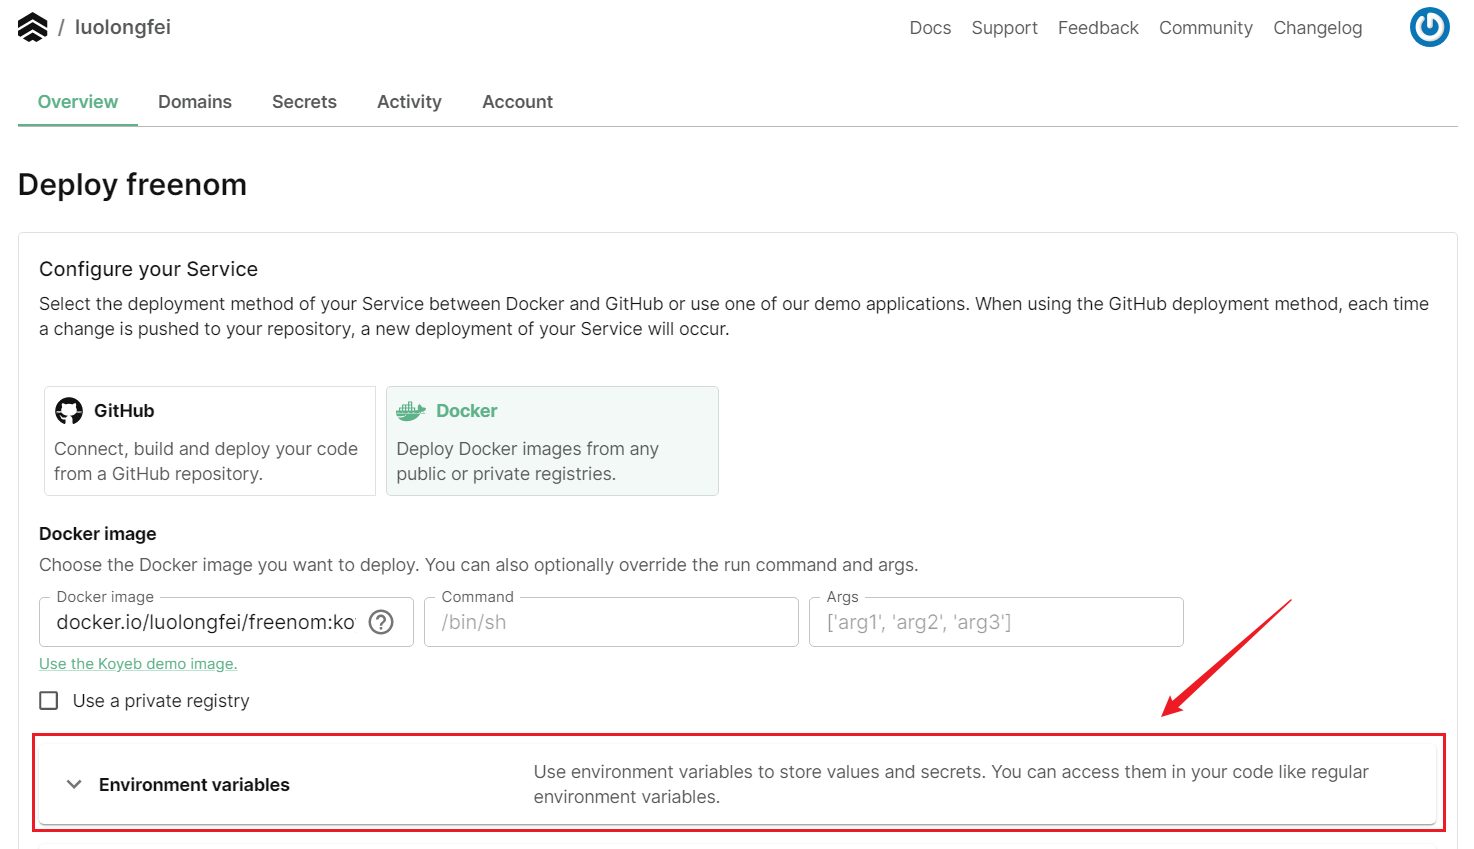 / luolongfei
Docs Support Feedback Community Changelog
Overview Domains Secrets Activity Account
Deploy freenom
Configure your Service
Select the deployment method of your Service between Docker and GitHub or use one of our demo applications. When using the GitHub deployment method, each time
a change is pushed to your repository, a new deployment of your Service will occur.
GitHub
Connect, build and deploy your code
from a GitHub repository.
Docker
Deploy Docker images from any
public or private registries.
Docker image
Choose the Docker image you want to deploy. You can also optionally override the run command and args.
Docker image
docker.io/luolongfei/freenom:ko
Command
/bin/sh
Args
['arg1', 'arg2', 'arg3']
Use the Koyeb demo image.
Use a private registry
Environment variables
Use environment variables to store values and secrets. You can access them in your code like regular
environment variables.